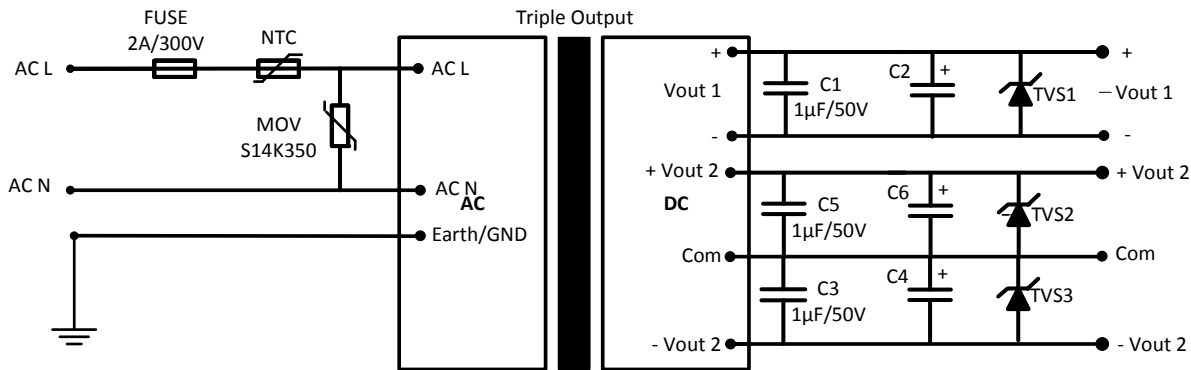 Triple Output
FUSE
2A/300V
NTC
AC L
AC L
MOV
S14K350
AC N
AC N
AC
Earth/GND
+
Vout 1
-
+ Vout 2
DC
Com
- Vout 2
C1
1µF/50V
C2
+
TVS1
+
Vout 1
-
C5
1µF/50V
C6
+
TVS2
+ Vout 2
Com
C3
1µF/50V
C4
+
TVS3
- Vout 2